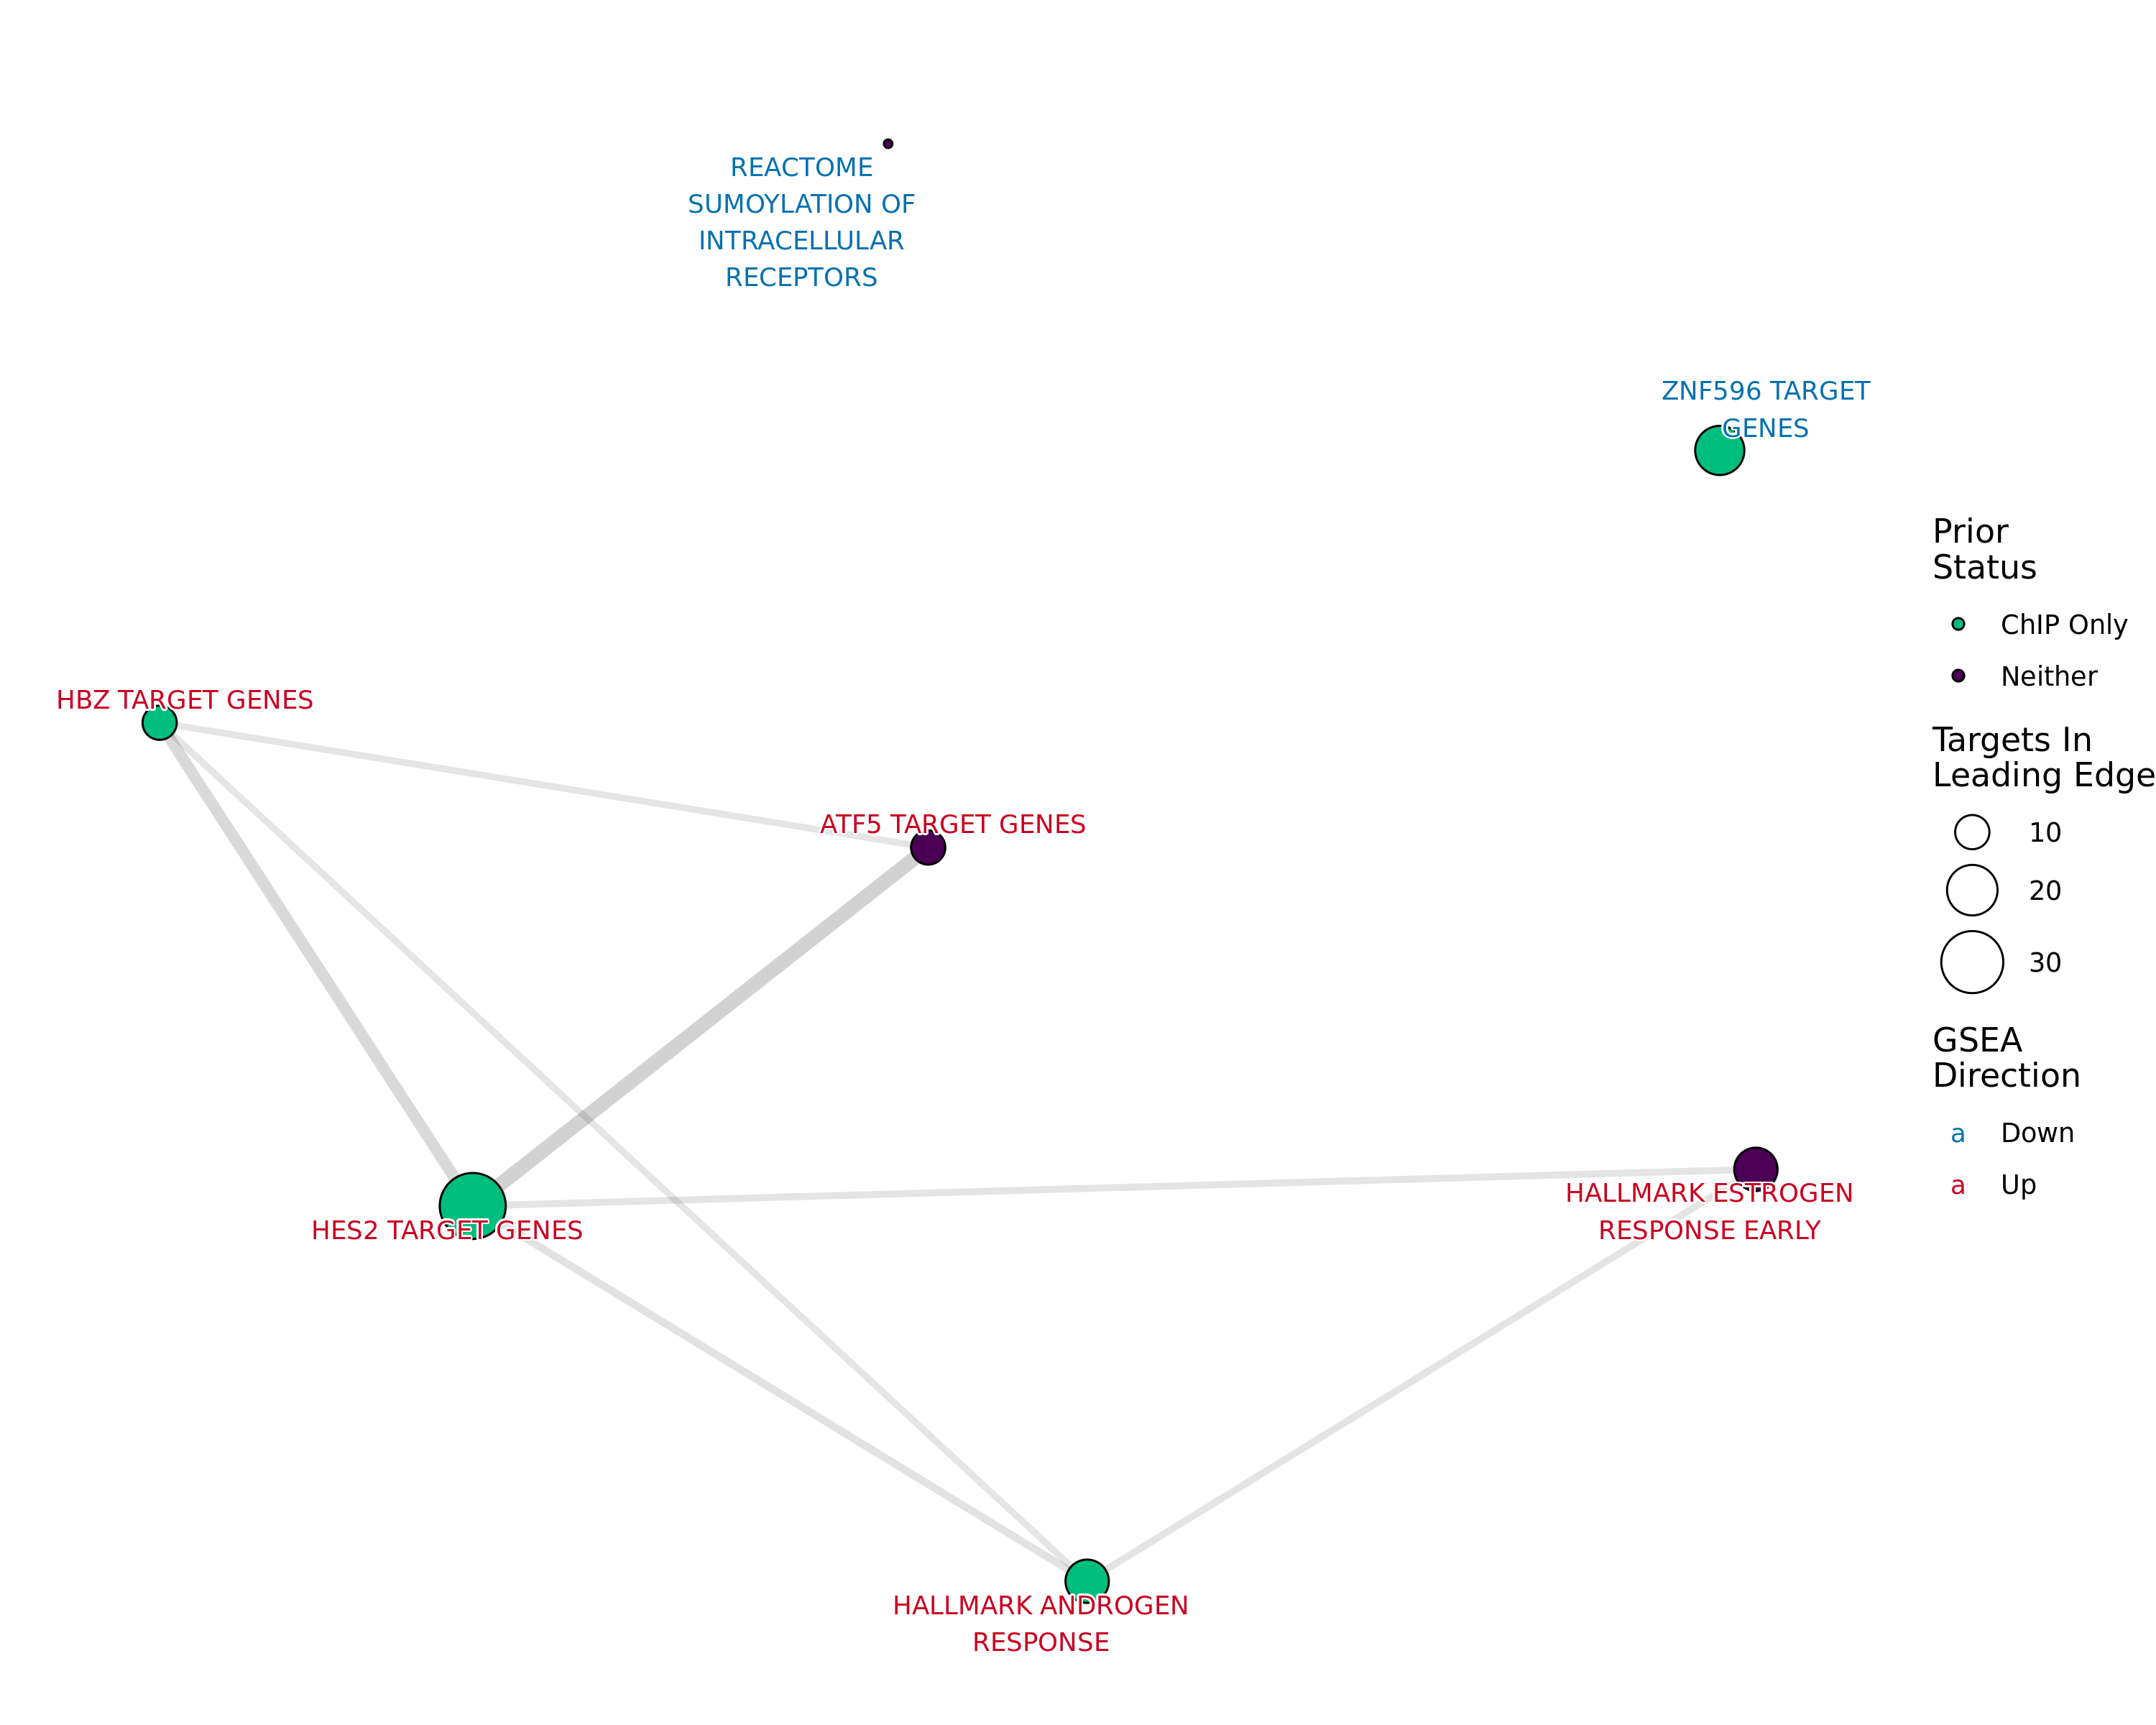 REACTOME
SUMOYLATION OF
INTRACELLULAR
RECEPTORS
ZNF596 TARGET
GENES
HBZ TARGET GENES
ATF5 TARGET GENES
HES2 TARGET GENES
HALLMARK ESTROGEN
RESPONSE EARLY
HALLMARK ANDROGEN
RESPONSE
Prior
Status
ChIP Only
Neither
Targets In
Leading Edge
10
20
30
GSEA
Direction
a Down
a Up